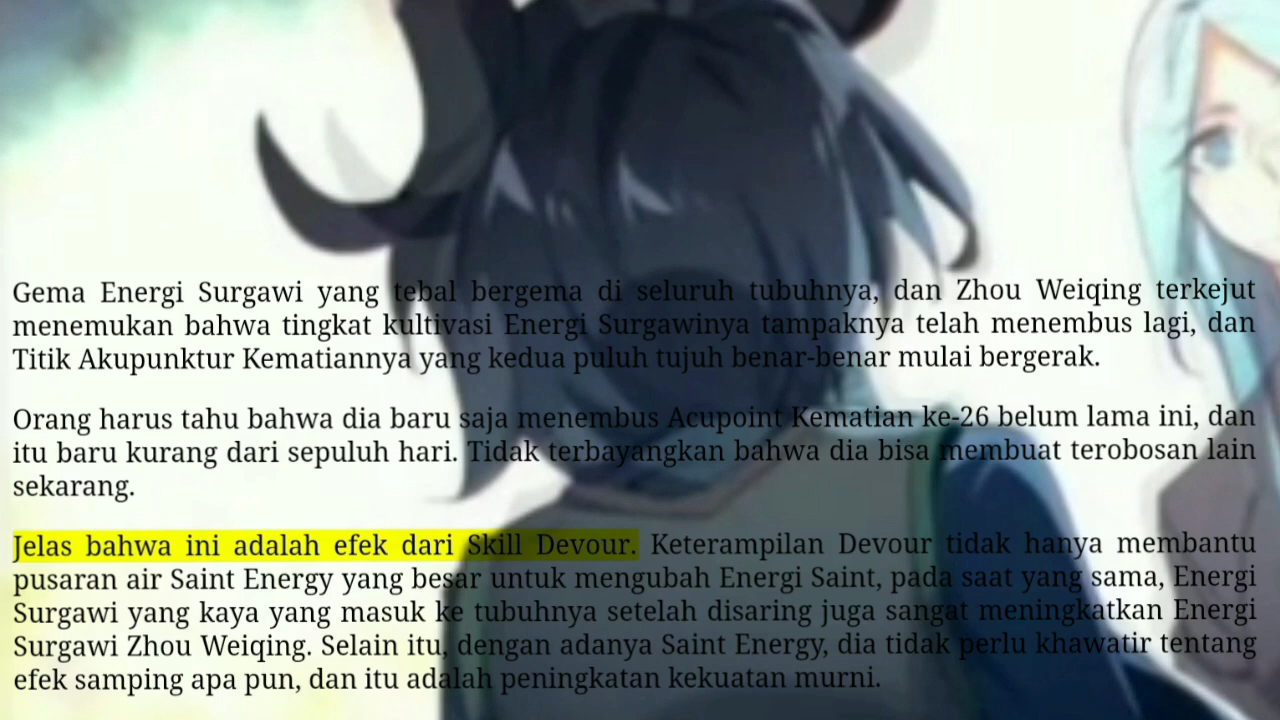 Gema Energi Surgawi yang tebal bergema di seluruh tubuhnya, dan Zhou Weiqing terkejut
menemukan bahwa tingkat kultivasi Energi Surgawinya tampaknya telah menembus lagi, dan
Titik Akupunktur Kematiannya yang kedua puluh tujuh benar-benar mulai bergerak.
Orang harus tahu bahwa dia baru saja menembus Acupoint Kematian ke-26 belum lama ini, dan
itu baru kurang dari sepuluh hari. Tidak terbayangkan bahwa dia bisa membuat terobosan lain
sekarang.
Jelas bahwa ini adalah efek dari Skill Devour. Keterampilan Devour tidak hanya membantu
pusaran air Saint Energy yang besar untuk mengubah Energi Saint, pada saat yang sama, Energi
Surgawi yang kaya yang masuk ke tubuhnya setelah disaring juga sangat meningkatkan Energi
Surgawi Zhou Weiqing. Selain itu, dengan adanya Saint Energy, dia tidak perlu khawatir tentang
efek samping apa pun, dan itu adalah peningkatan kekuatan murni.